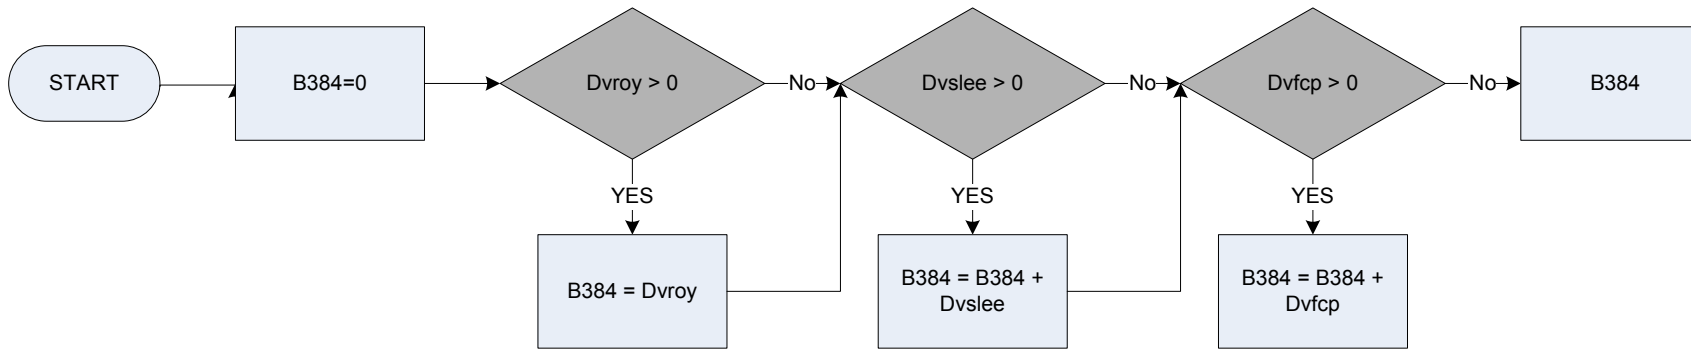 START
B384=0
Dvroy > 0
No
Dvslee > 0
No
Dvfcp > 0
No
B384
YES
YES
YES
B384 = Dvroy
B384 = B384 +
Dvslee
B384 = B384 +
Dvfcp